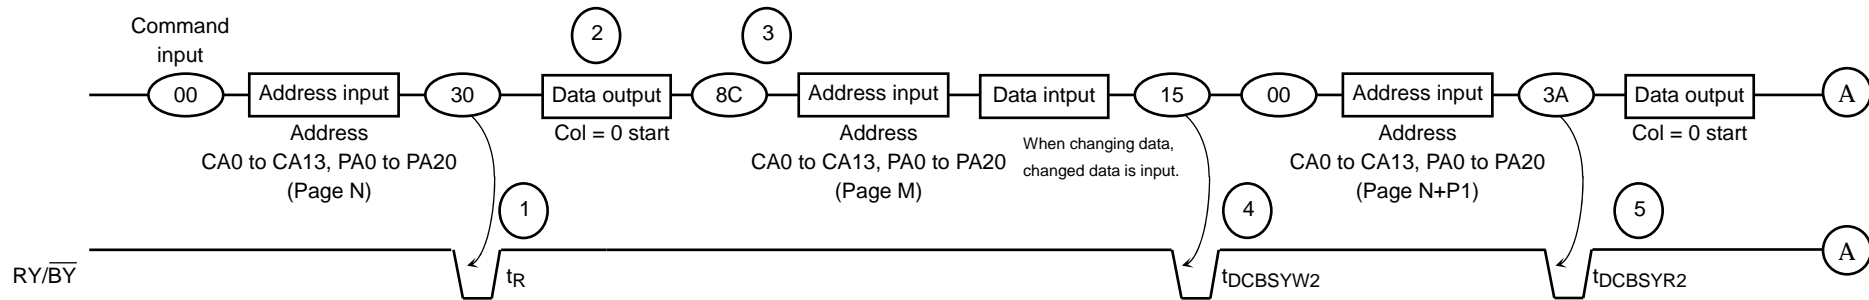 Command
input
2
3
00
Address input
30
Data output
8C
Address input
Data intput
15
00
Address input
3A
Data output
A
Address
CA0 to CA13, PA0 to PA20
(Page N)
Col = 0 start
Address
CA0 to CA13, PA0 to PA20
(Page M)
When changing data,
changed data is input.
Address
CA0 to CA13, PA0 to PA20
(Page N+P1)
Col = 0 start
1
4
5
RY/BY
tR
tDCBSYW2
tDCBSYR2
A